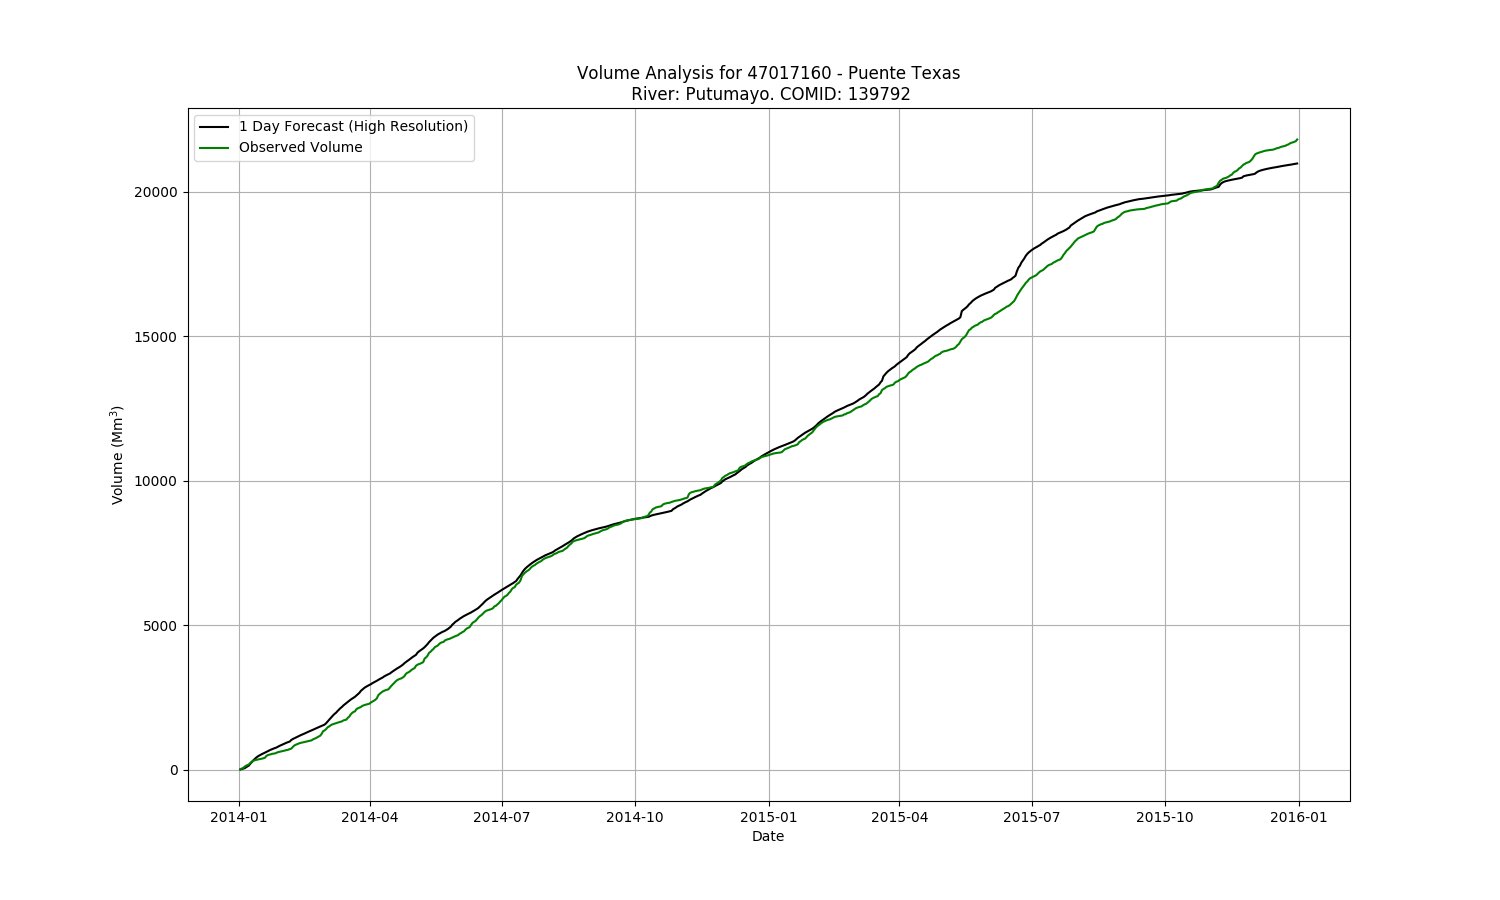 Volume Analysis for 47017160 - Puente Texas
River: Putumayo. COMID: 139792
1 Day Forecast (High Resolution)
Observed Volume
Volume (Mm³)
20000
15000
10000
5000
0
2014-01 2014-04 2014-07 2014-10 2015-01 2015-04 2015-07 2015-10 2016-01
Date